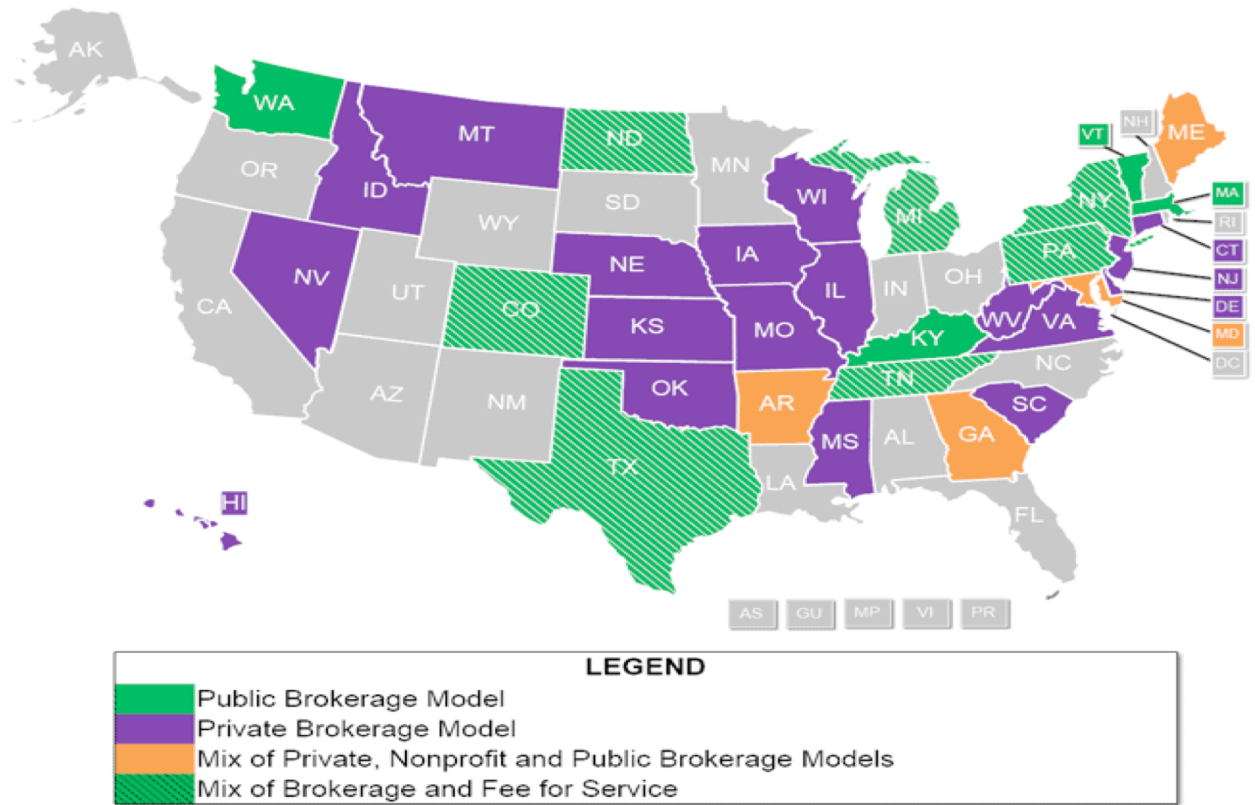 AK
WA
MT
ND
MN
VT
NH
ME
OR
ID
WI
MI
NY
MA
WY
SD
RI
IA
PA
CT
NV
NE
NJ
UT
IL
IN
OH
DE
CA
CO
KS
MO
WV
VA
MD
KY
DC
NC
AZ
NM
OK
AR
TN
SC
MS
AL
GA
TX
LA
FL
HI
AS
GU
MP
VI
PR
LEGEND
Public Brokerage Model
Private Brokerage Model
Mix of Private, Nonprofit and Public Brokerage Models
Mix of Brokerage and Fee for Service